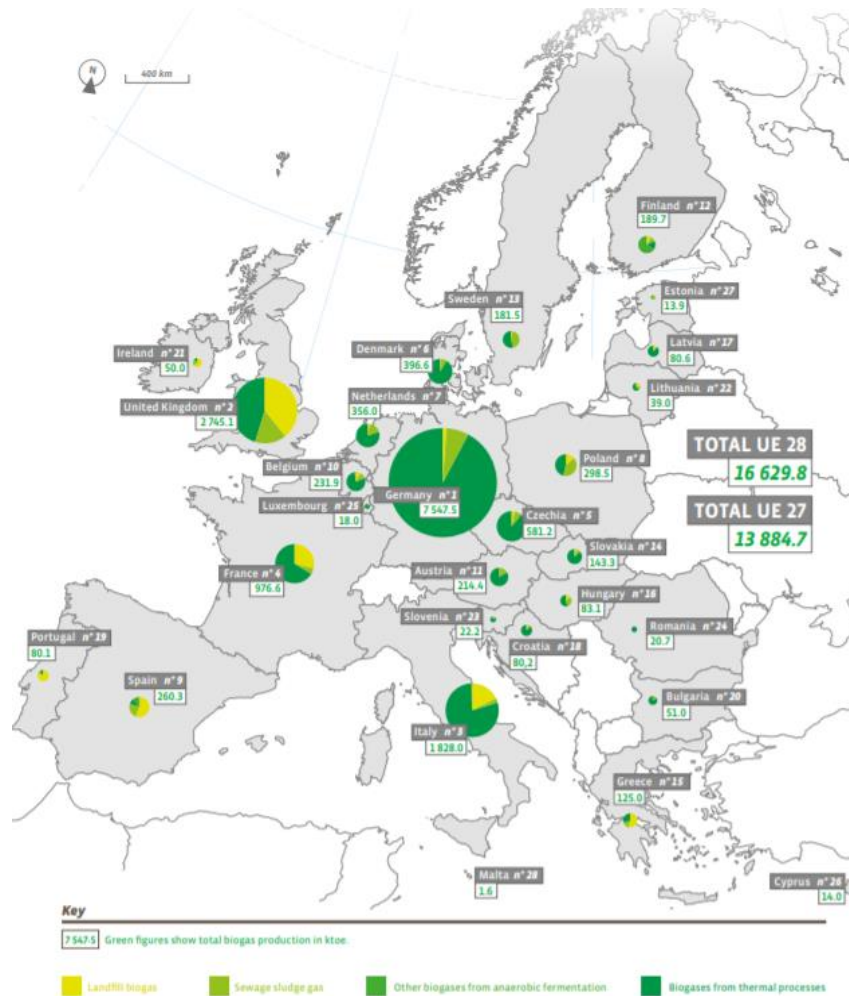 N
400 km
Finland n° 12
189.7
Sweden n° 13
181.5
Estonia n° 27
13.9
Latvia n° 17
80.6
Lithuania n° 22
39.0
Ireland n° 21
50.0
Denmark n° 6
396.6
United Kingdom n° 2
2 745.1
Netherlands n° 7
356.0
Belgium n° 10
231.9
Germany n° 1
7 547.5
Poland n° 8
298.5
TOTAL UE 28
16 629.8
TOTAL UE 27
13 884.7
Luxembourg n° 25
18.0
Czechia n° 5
581.2
Slovakia n° 14
143.3
France n° 4
976.6
Austria n° 11
214.4
Hungary n° 16
83.1
Slovenia n° 23
22.2
Croatia n° 18
80,2
Romania n° 24
20.7
Portugal n° 19
80.1
Spain n° 9
260.3
Italy n° 3
1 828.0
Bulgaria n° 20
51.0
Greece n° 15
125.0
Malta n° 28
1.6
Cyprus n° 26
14.0
Key
7 547·5 Green figures show total biogas production in ktoe.
Landfill biogas
Sewage sludge gas
Other biogases from anaerobic fermentation
Biogases from thermal processes